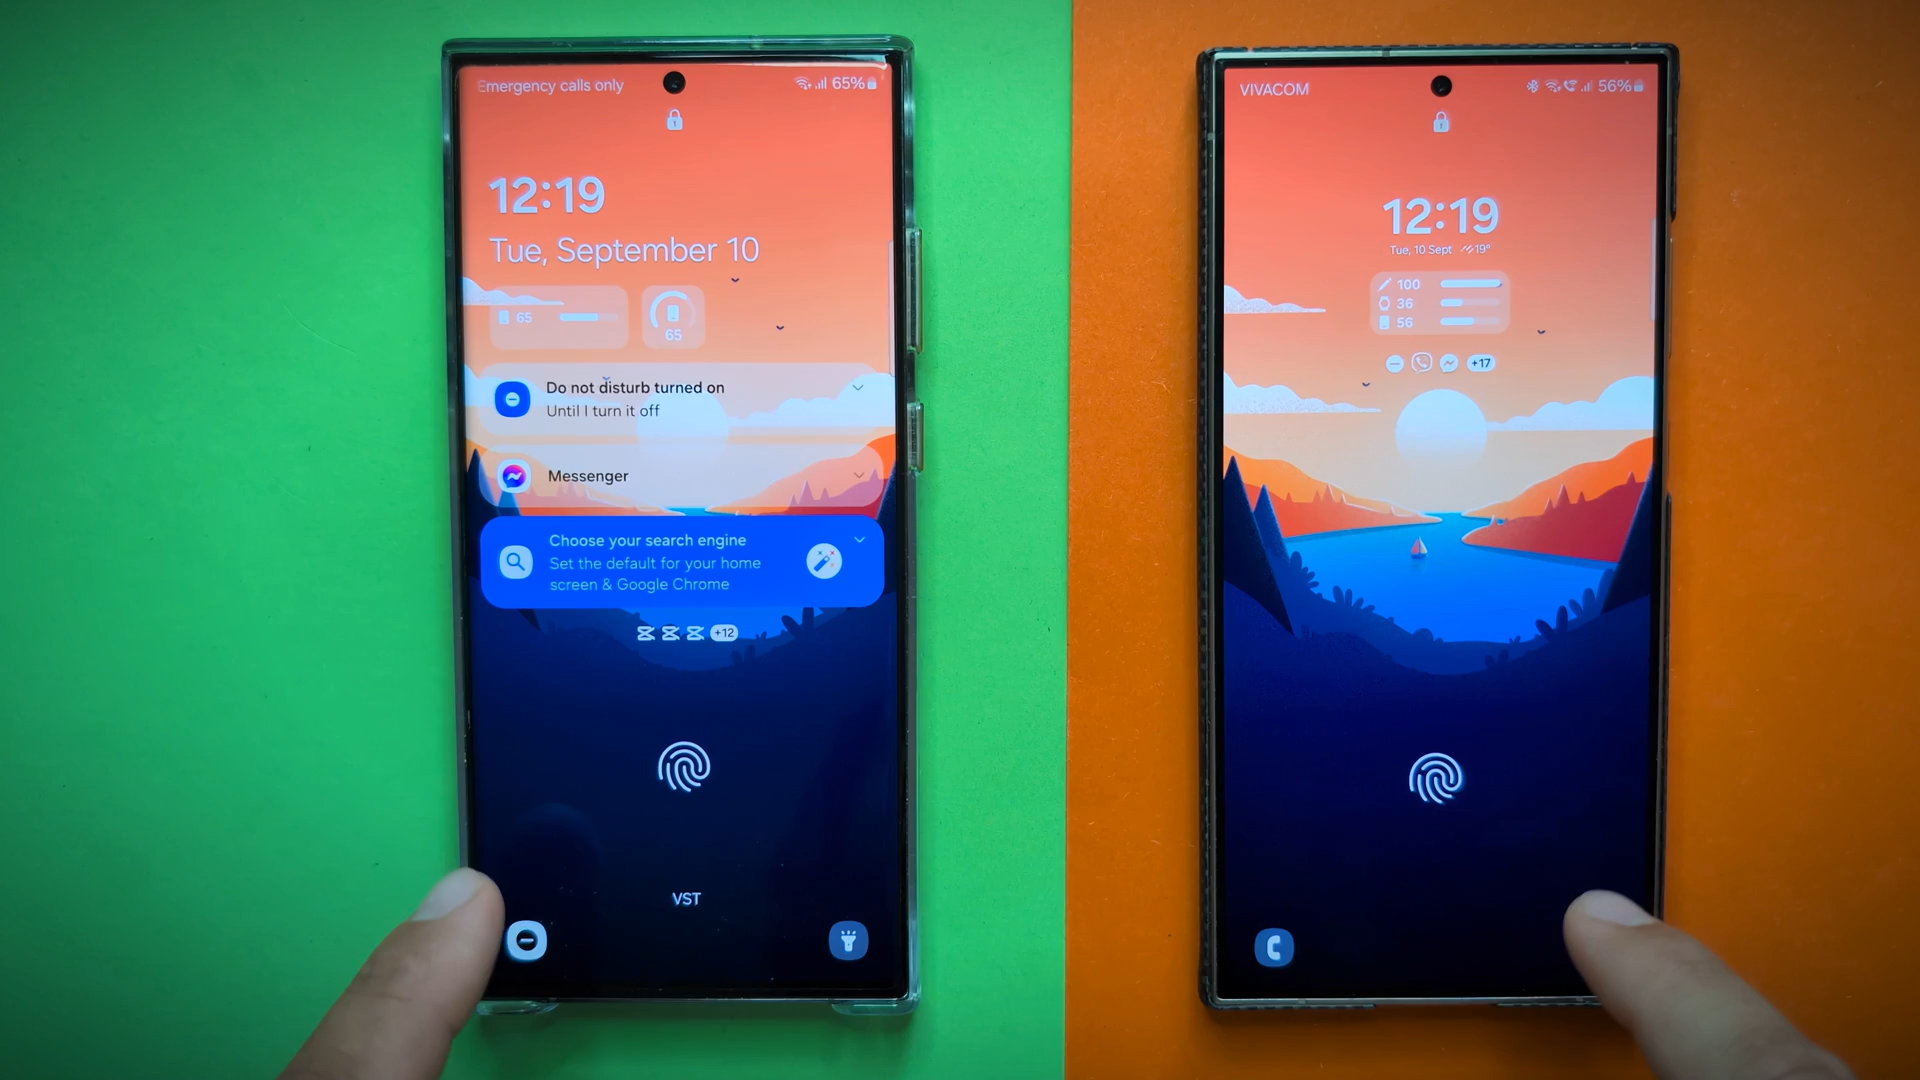 Emergency calls only
65%
12:19
Tue, September 10
65
65
Do not disturb turned on
Until I turn it off
Messenger
Choose your search engine
Set the default for your home
screen & Google Chrome
+12
VST
VIVACOM
56%
12:19
Tue, 10 Sept 19°
100
36
56
+17